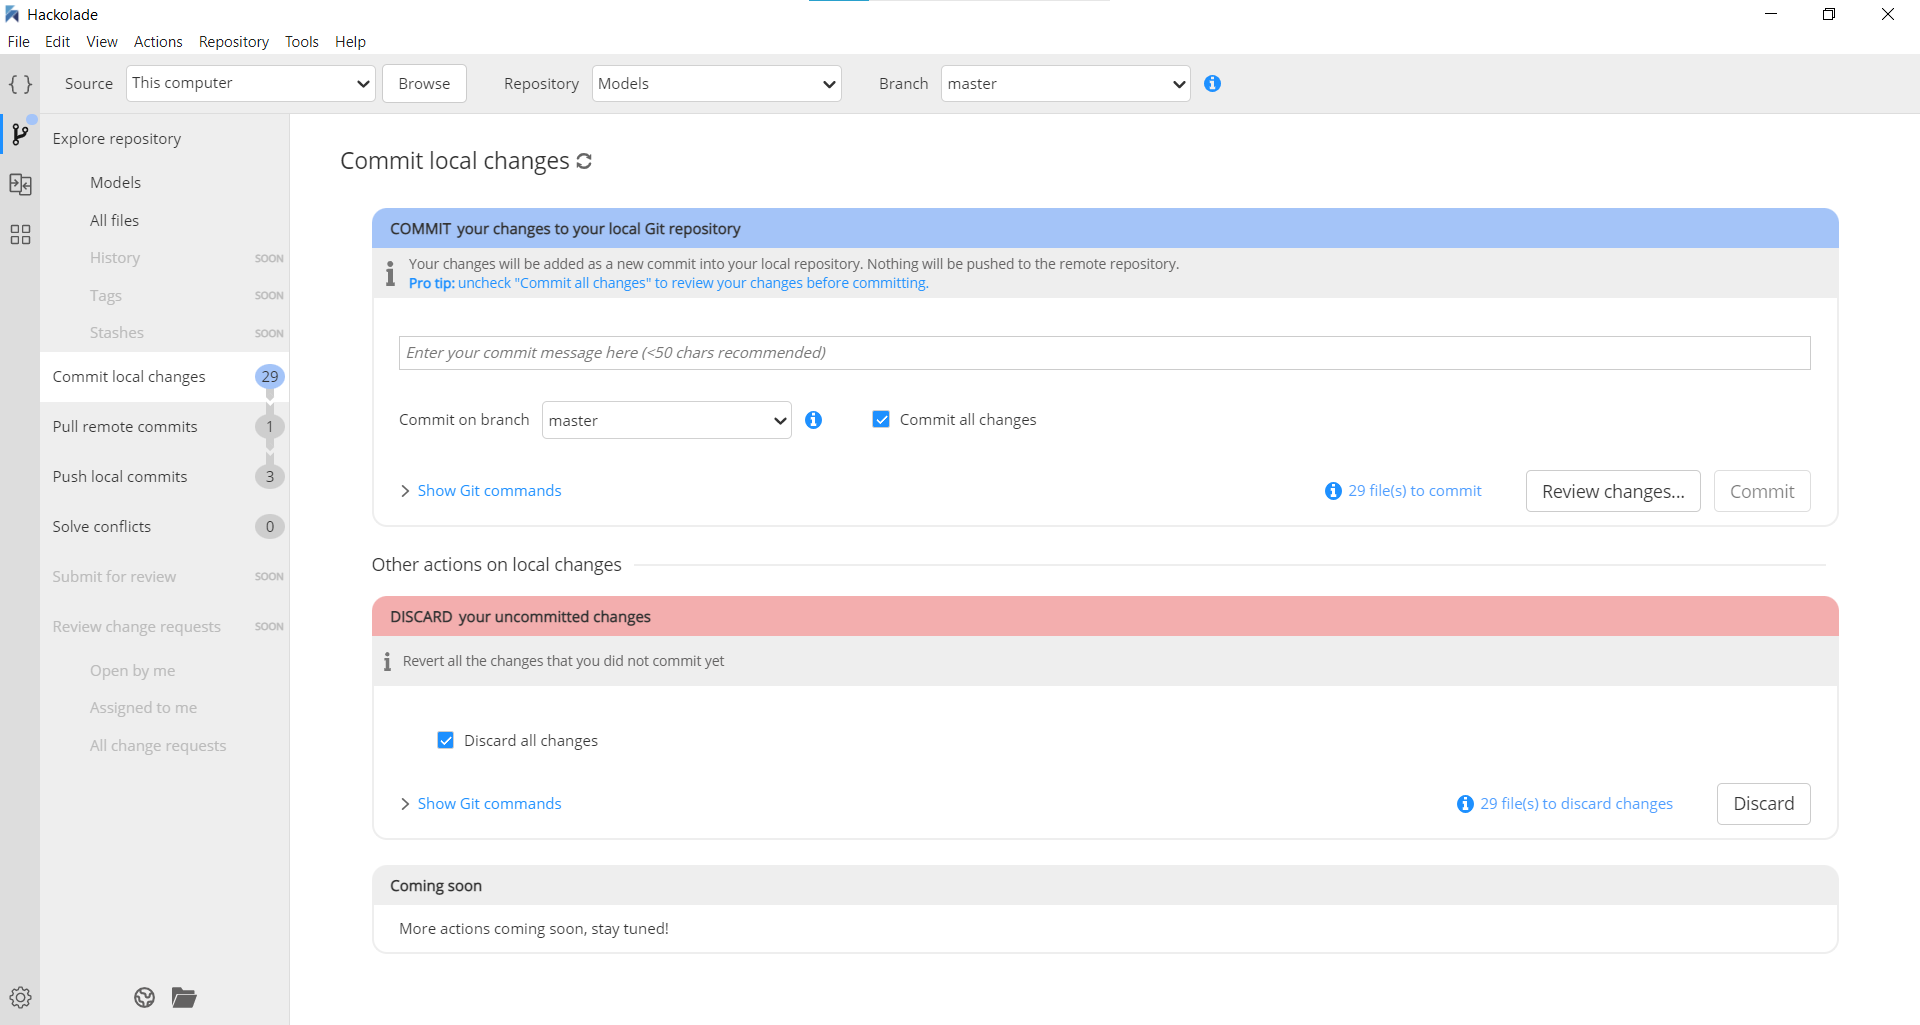 Hackolade
File Edit View Actions Repository Tools Help
Source This computer Browse Repository Models Branch master
Explore repository
Models
All files
History SOON
Tags SOON
Stashes SOON
Commit local changes 29
Pull remote commits 1
Push local commits 3
Solve conflicts 0
Submit for review SOON
Review change requests SOON
Open by me
Assigned to me
All change requests
Commit local changes
COMMIT your changes to your local Git repository
Your changes will be added as a new commit into your local repository. Nothing will be pushed to the remote repository.
Pro tip: uncheck "Commit all changes" to review your changes before committing.
Enter your commit message here (<50 chars recommended)
Commit on branch master Commit all changes
Show Git commands 29 file(s) to commit Review changes... Commit
Other actions on local changes
DISCARD your uncommitted changes
Revert all the changes that you did not commit yet
Discard all changes
Show Git commands 29 file(s) to discard changes Discard
Coming soon
More actions coming soon, stay tuned!